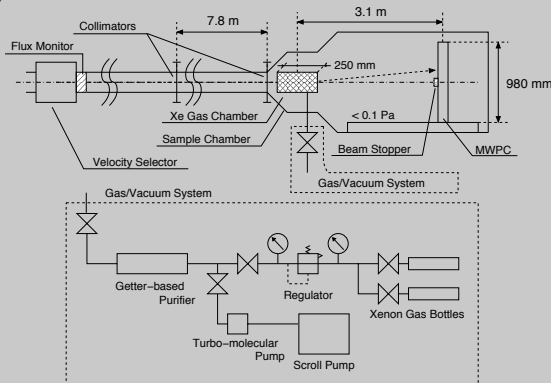 7.8 m
3.1 m
Collimators
Flux Monitor
250 mm
980 mm
Xe Gas Chamber
< 0.1 Pa
Sample Chamber
Beam Stopper
MWPC
Velocity Selector
Gas/Vacuum System
Gas/Vacuum System
Getter−based
Purifier
Regulator
Xenon Gas Bottles
Turbo−molecular
Pump
Scroll Pump